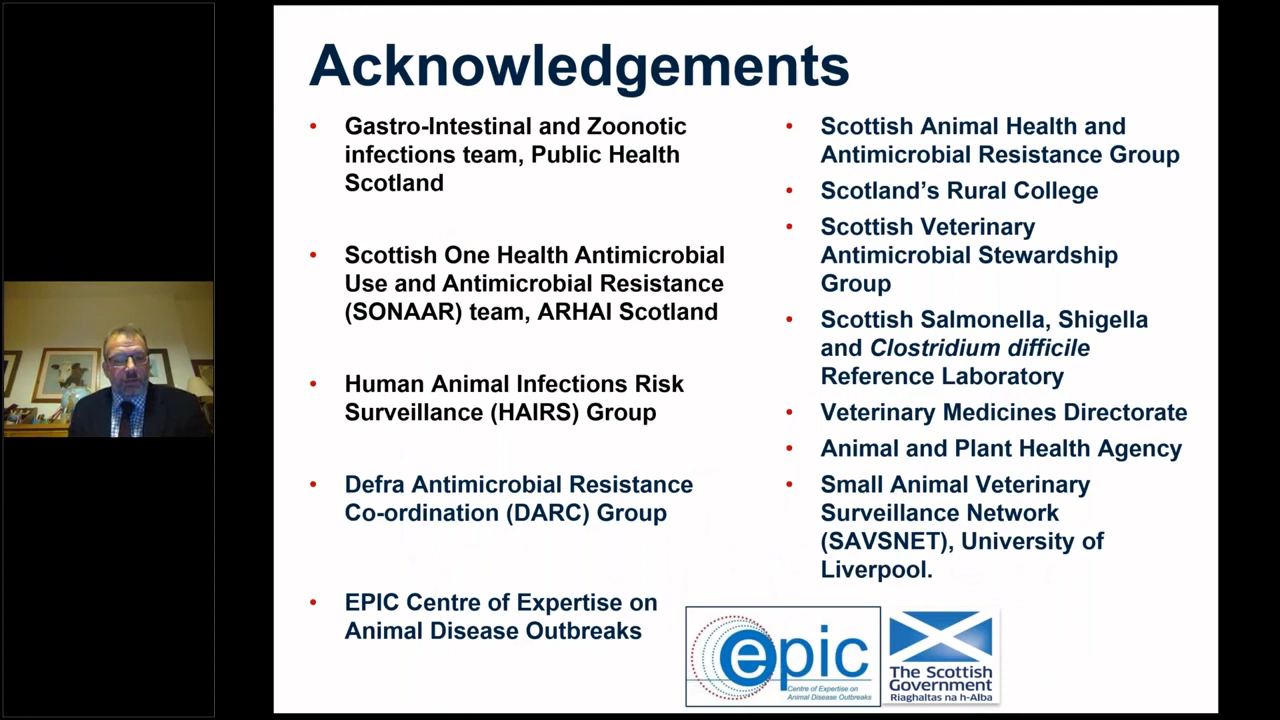 Acknowledgements
• Gastro-Intestinal and Zoonotic
infections team, Public Health
Scotland
• Scottish One Health Antimicrobial
Use and Antimicrobial Resistance
(SONAAR) team, ARHAI Scotland
• Human Animal Infections Risk
Surveillance (HAIRS) Group
• Defra Antimicrobial Resistance
Co-ordination (DARC) Group
• EPIC Centre of Expertise on
Animal Disease Outbreaks
• Scottish Animal Health and
Antimicrobial Resistance Group
• Scotland’s Rural College
• Scottish Veterinary
Antimicrobial Stewardship
Group
• Scottish Salmonella, Shigella
and Clostridium difficile
Reference Laboratory
• Veterinary Medicines Directorate
• Animal and Plant Health Agency
• Small Animal Veterinary
Surveillance Network
(SAVSNET), University of
Liverpool.
epic
Centre of Expertise on
Animal Disease Outbreaks
The Scottish
Government
Riaghaltas na h-Alba